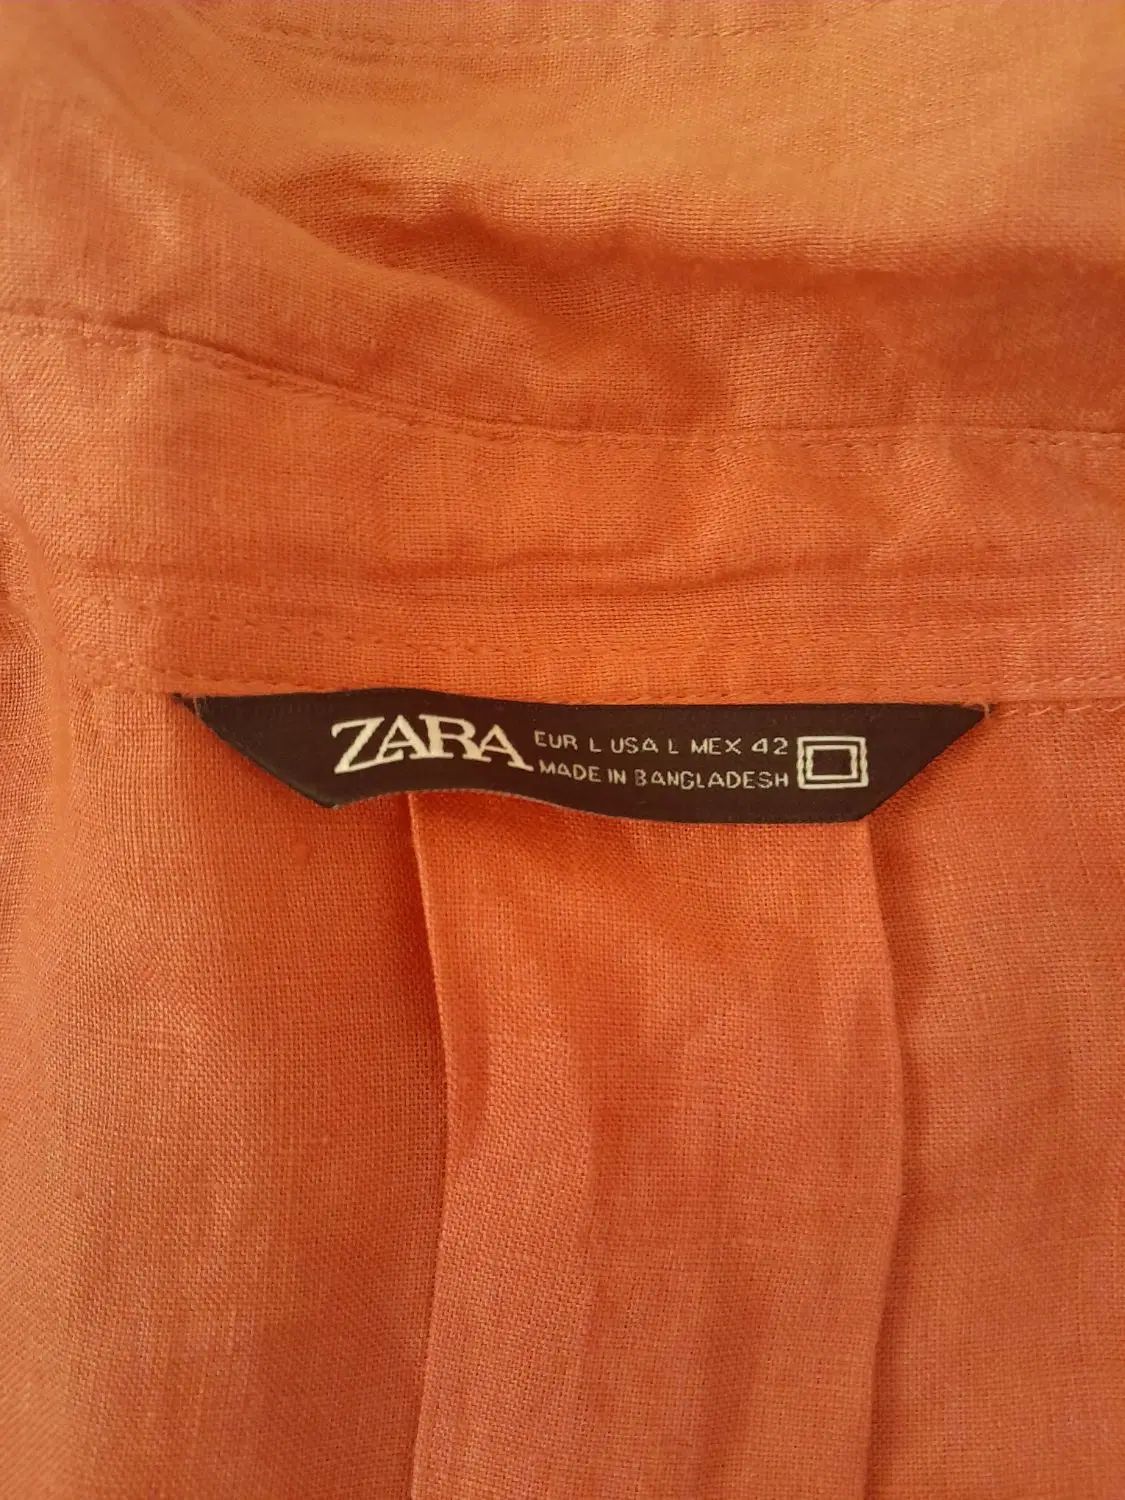 ZARA
EUR L USA L MEX 42
MADE IN BANGLADESH